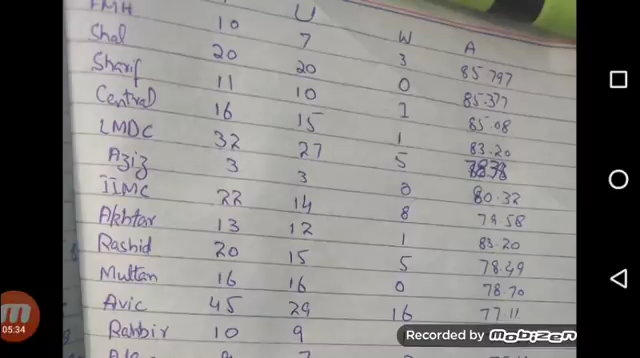 U W A
FMH 10 7 3 85.797
Shal 20 20 0 85.377
Sharif 11 10 1 85.08
Central 16 15 1 83.20
LMDC 32 27 5
Aziz 3 3 0 80.32
IIMC 22 14 8 79.58
Akhtar 13 12 1 83.20
Rashid 20 15 5 78.49
Multan 16 16 0 78.70
Avic 45 29 16 77.11
Rahbir 10 9
05:34
Recorded by Mobizen